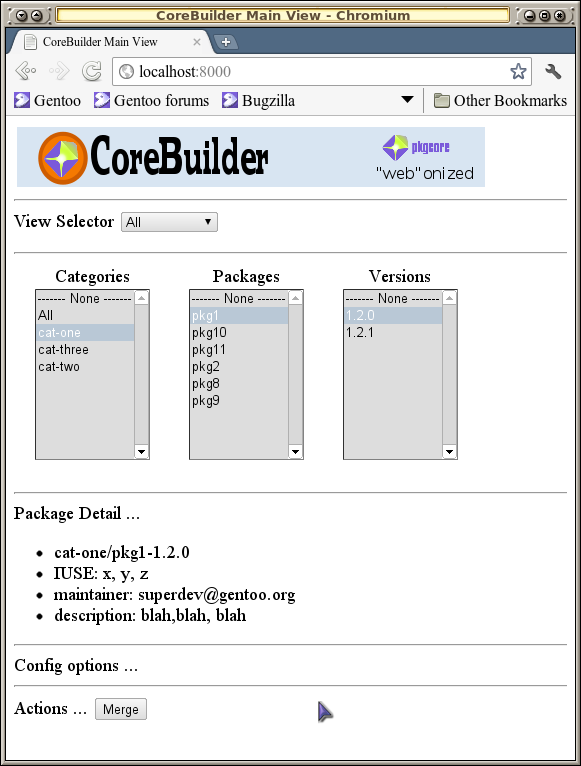 CoreBuilder Main View - Chromium
CoreBuilder Main View
localhost:8000
Gentoo Gentoo forums Bugzilla Other Bookmarks
CoreBuilder pkgcore
"web"onized
View Selector All
Categories Packages Versions
------- None ------- ------- None ------- ------- None -------
All pkg1 1.2.0
cat-one pkg10 1.2.1
cat-three pkg11
cat-two pkg2
pkg8
pkg9
Package Detail ...
cat-one/pkg1-1.2.0
IUSE: x, y, z
maintainer: superdev@gentoo.org
description: blah,blah, blah
Config options ...
Actions ... Merge